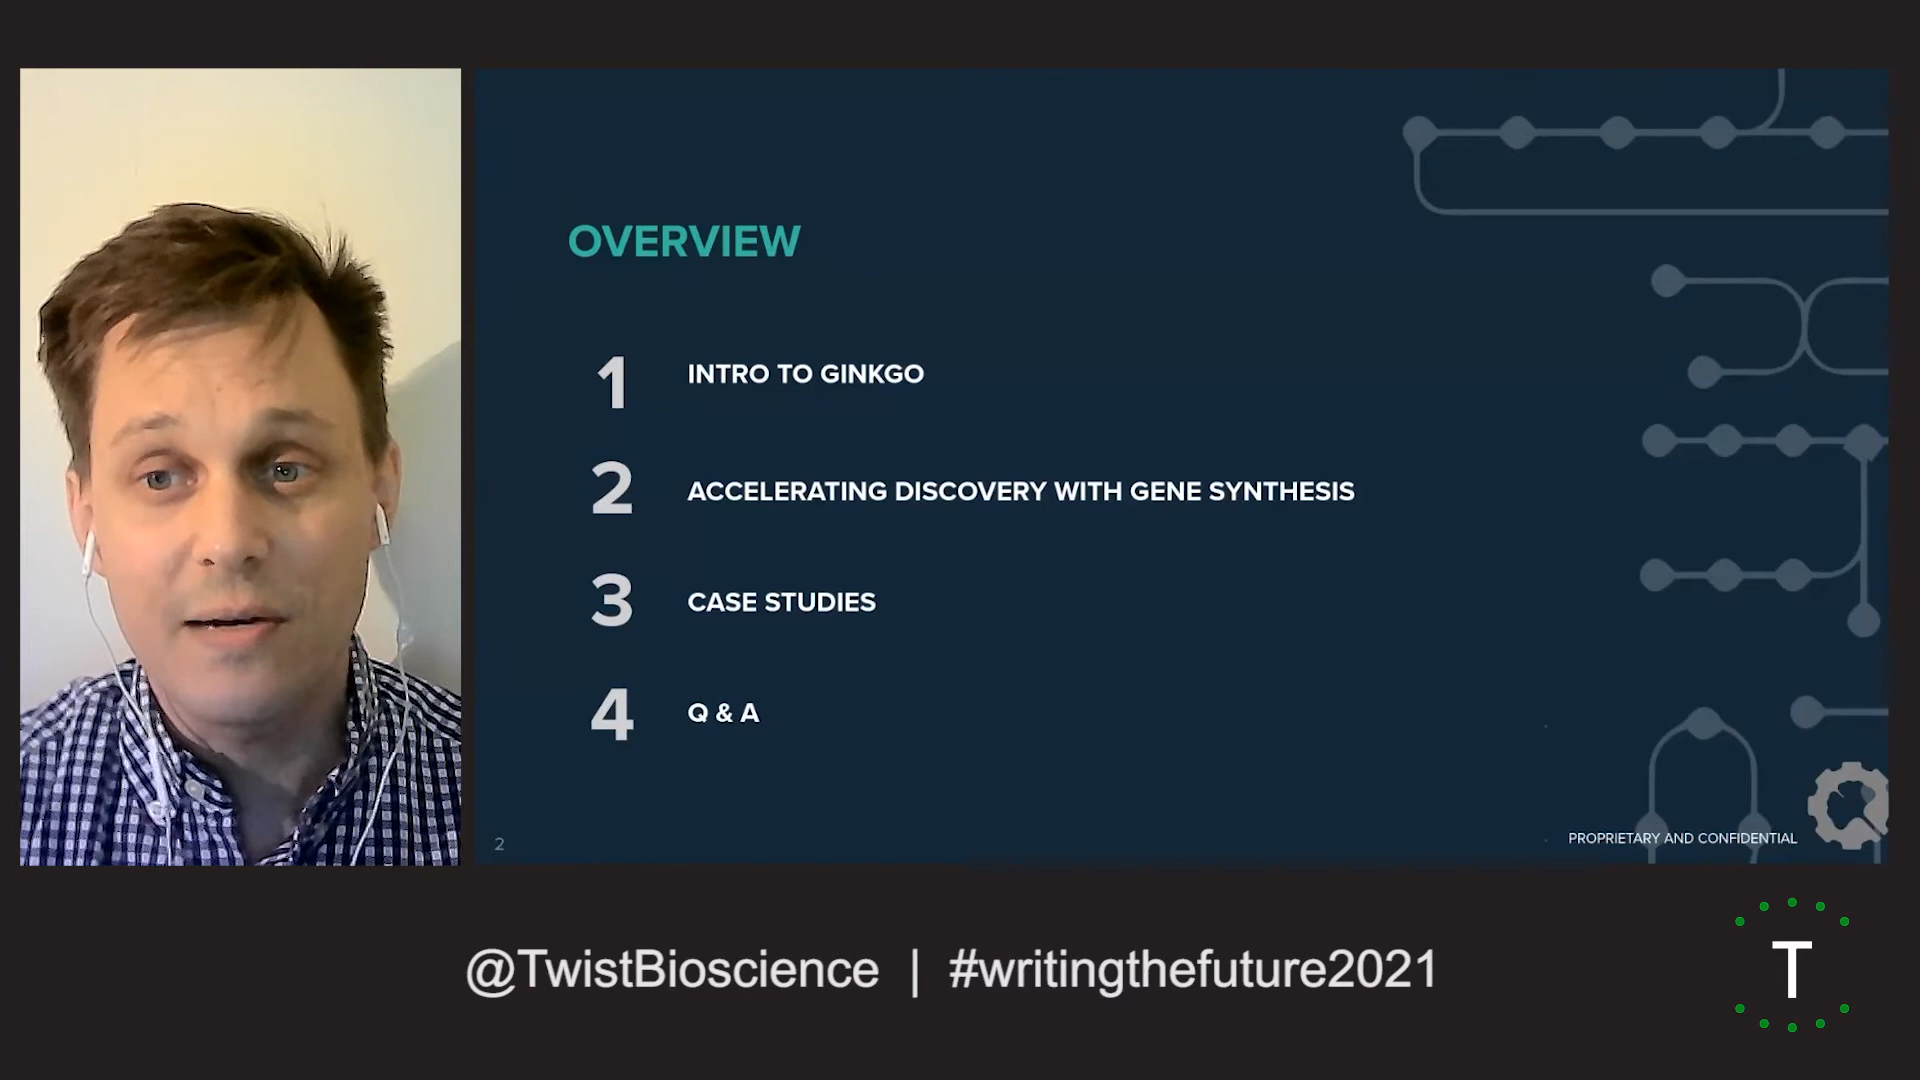 OVERVIEW
1 INTRO TO GINKGO
2 ACCELERATING DISCOVERY WITH GENE SYNTHESIS
3 CASE STUDIES
4 Q & A
2
PROPRIETARY AND CONFIDENTIAL
@TwistBioscience | #writingthefuture2021
T